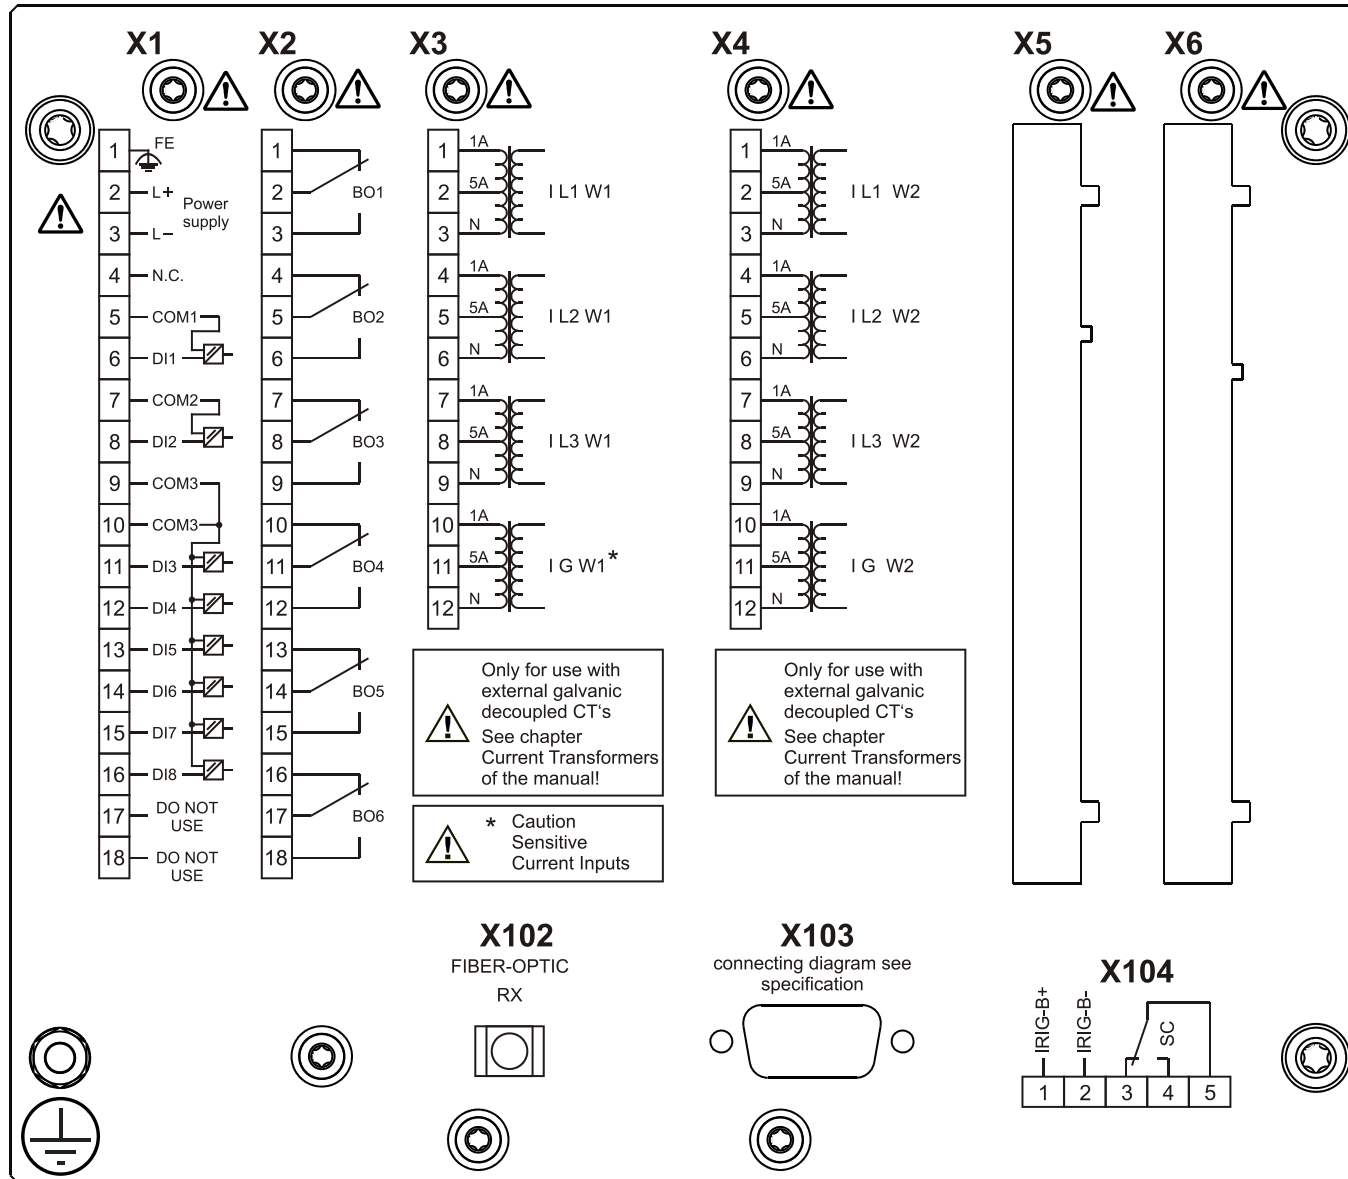 X1
X2
X3
X4
X5
X6
1
FE
2
L+
Power
supply
3
L-
4
N.C.
5
COM1
6
DI1
7
COM2
8
DI2
9
COM3
10
COM3
11
DI3
12
DI4
13
DI5
14
DI6
15
DI7
16
DI8
17
DO NOT
USE
18
DO NOT
USE
1
2
BO1
3
4
5
BO2
6
7
8
BO3
9
10
11
BO4
12
13
14
BO5
15
16
17
BO6
18
1
1A
2
5A
I L1 W1
3
N
4
1A
5
5A
I L2 W1
6
N
7
1A
8
5A
I L3 W1
9
N
10
1A
11
5A
I G W1*
12
N
Only for use with
external galvanic
decoupled CT‘s
See chapter
Current Transformers
of the manual!
* Caution
Sensitive
Current Inputs
1
1A
2
5A
I L1 W2
3
N
4
1A
5
5A
I L2 W2
6
N
7
1A
8
5A
I L3 W2
9
N
10
1A
11
5A
I G W2
12
N
Only for use with
external galvanic
decoupled CT‘s
See chapter
Current Transformers
of the manual!
X102
FIBER-OPTIC
RX
X103
connecting diagram see
specification
X104
IRIG-B+
IRIG-B-
SC
1 2 3 4 5